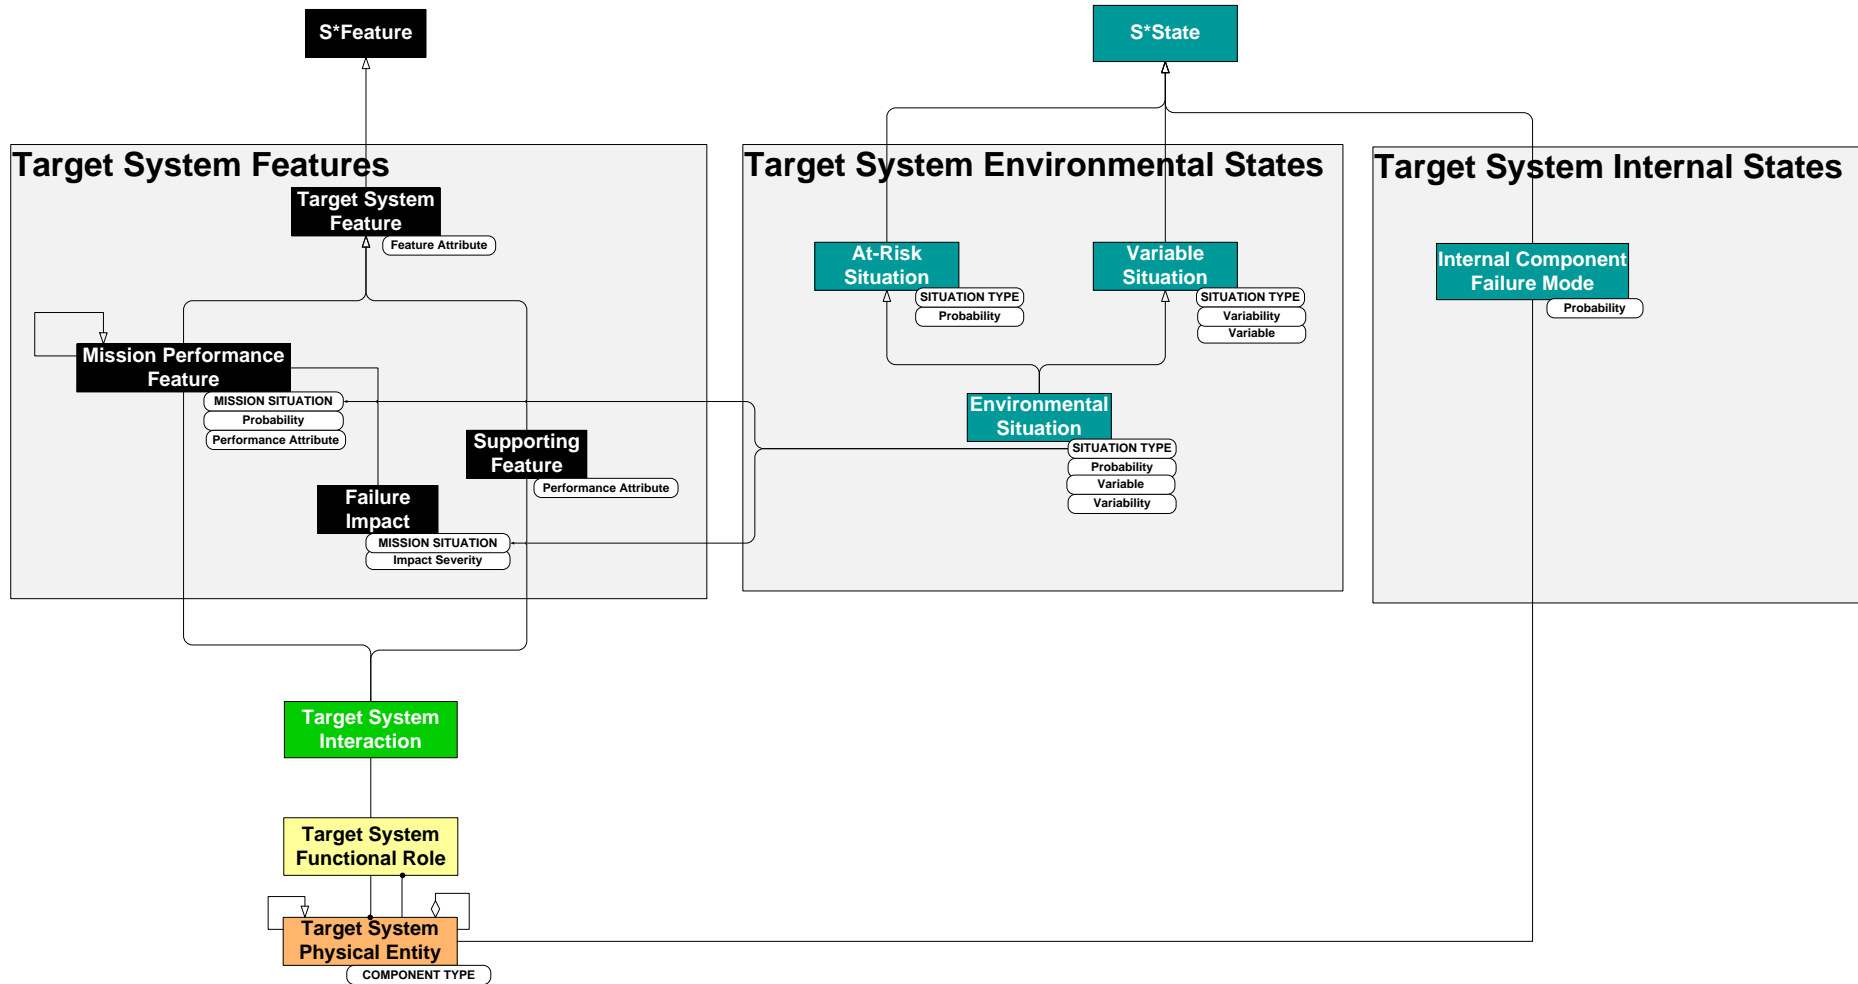 S*Feature
S*State
Target System Features
Target System Environmental States
Target System Internal States
Target System
Feature
Feature Attribute
At-Risk
Situation
SITUATION TYPE
Probability
Variable
Situation
SITUATION TYPE
Variability
Variable
Internal Component
Failure Mode
Probability
Mission Performance
Feature
MISSION SITUATION
Probability
Performance Attribute
Environmental
Situation
SITUATION TYPE
Probability
Variable
Variability
Supporting
Feature
Performance Attribute
Failure
Impact
MISSION SITUATION
Impact Severity
Target System
Interaction
Target System
Functional Role
Target System
Physical Entity
COMPONENT TYPE